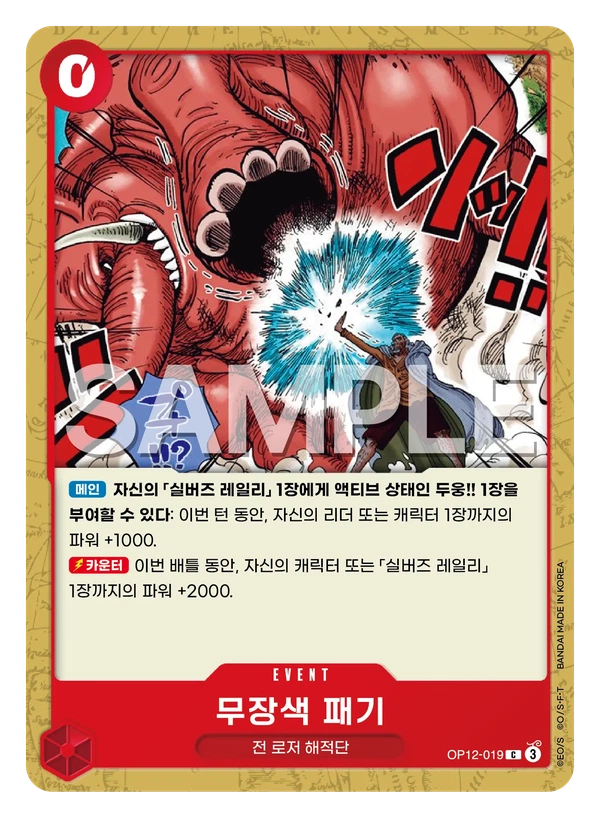 0
ソッ!!
SAMPLE
메인 자신의 「실버즈 레일리」 1장에게 액티브 상태인 두웅!! 1장을
부여할 수 있다: 이번 턴 동안, 자신의 리더 또는 캐릭터 1장까지의
파워 +1000.
카운터 이번 배틀 동안, 자신의 캐릭터 또는 「실버즈 레일리」
1장까지의 파워 +2000.
EVENT
무장색 패기
전 로저 해적단
OP12-019 C 3
©EO/S ©O/S·F·T BANDAI MADE IN KOREA